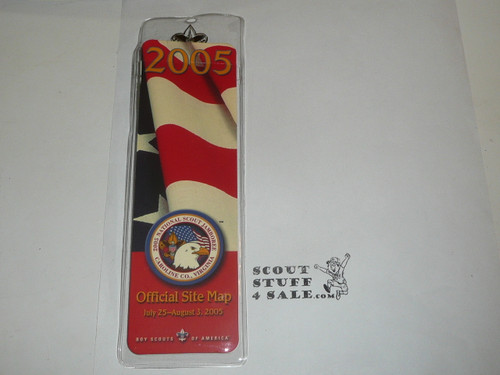 2005
2005 NATIONAL SCOUT JAMBOREE
CAROLINE CO., VIRGINIA
Official Site Map
July 25–August 3, 2005
BOY SCOUTS OF AMERICA
SCOUT
STUFF
4 SALE.com